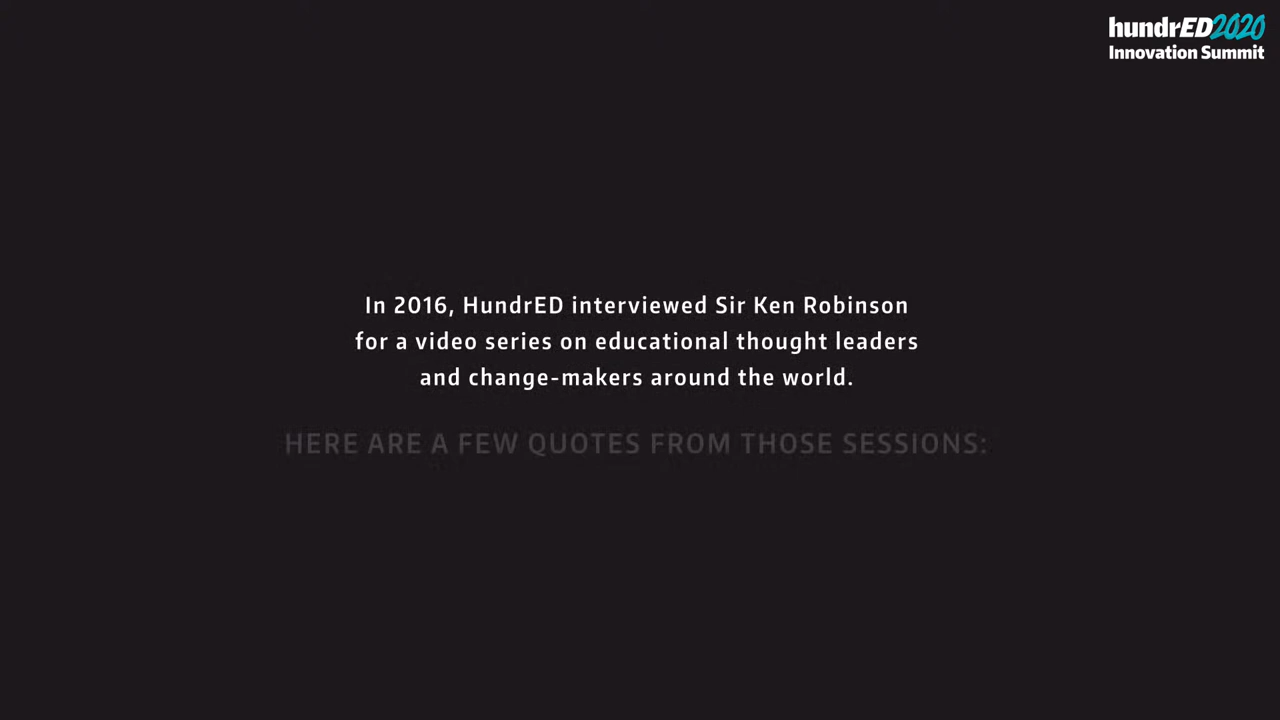 hundrED2020
Innovation Summit
In 2016, HundrED interviewed Sir Ken Robinson
for a video series on educational thought leaders
and change-makers around the world.
HERE ARE A FEW QUOTES FROM THOSE SESSIONS: